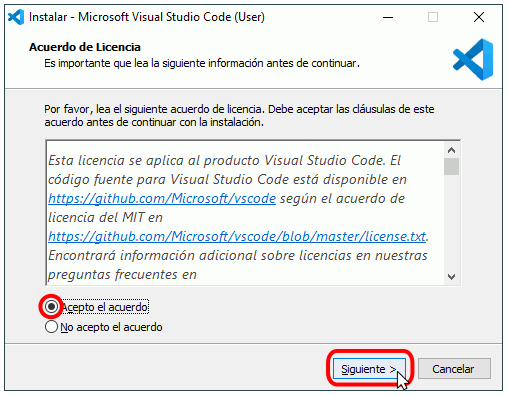 Instalar - Microsoft Visual Studio Code (User)
Acuerdo de Licencia
Es importante que lea la siguiente información antes de continuar.
Por favor, lea el siguiente acuerdo de licencia. Debe aceptar las cláusulas de este
acuerdo antes de continuar con la instalación.
Esta licencia se aplica al producto Visual Studio Code. El
código fuente para Visual Studio Code está disponible en
https://github.com/Microsoft/vscode según el acuerdo de
licencia del MIT en
https://github.com/Microsoft/vscode/blob/master/license.txt.
Encontrará información adicional sobre licencias en nuestras
preguntas frecuentes en
Acepto el acuerdo
No acepto el acuerdo
Siguiente >
Cancelar